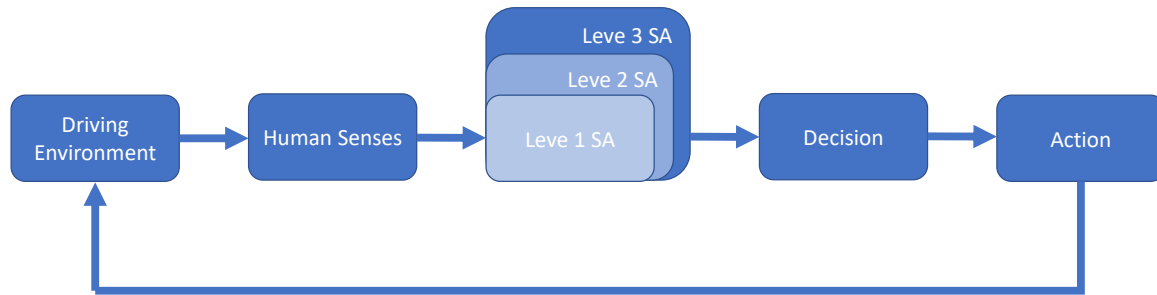 Driving
Environment
Human Senses
Leve 3 SA
Leve 2 SA
Leve 1 SA
Decision
Action